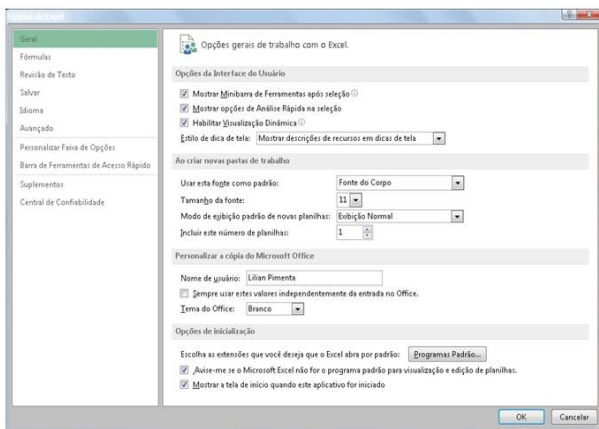 Opções do Excel
Geral
Fórmulas
Revisão de Texto
Salvar
Idioma
Avançado
Personalizar Faixa de Opções
Barra de Ferramentas de Acesso Rápido
Suplementos
Central de Confiabilidade
Opções gerais de trabalho com o Excel.
Opções da Interface do Usuário
Mostrar Minibarra de Ferramentas após seleção
Mostrar opções de Análise Rápida na seleção
Habilitar Visualização Dinâmica
Estilo de dica de tela: Mostrar descrições de recursos em dicas de tela
Ao criar novas pastas de trabalho
Usar esta fonte como padrão: Fonte do Corpo
Tamanho da fonte: 11
Modo de exibição padrão de novas planilhas: Exibição Normal
Incluir este número de planilhas: 1
Personalizar a cópia do Microsoft Office
Nome de usuário: Lilian Pimenta
Sempre usar estes valores independentemente da entrada no Office.
Tema do Office: Branco
Opções de inicialização
Escolha as extensões que você deseja que o Excel abra por padrão: Programas Padrão...
Avise-me se o Microsoft Excel não for o programa padrão para visualização e edição de planilhas.
Mostrar a tela de início quando este aplicativo for iniciado
OK Cancelar